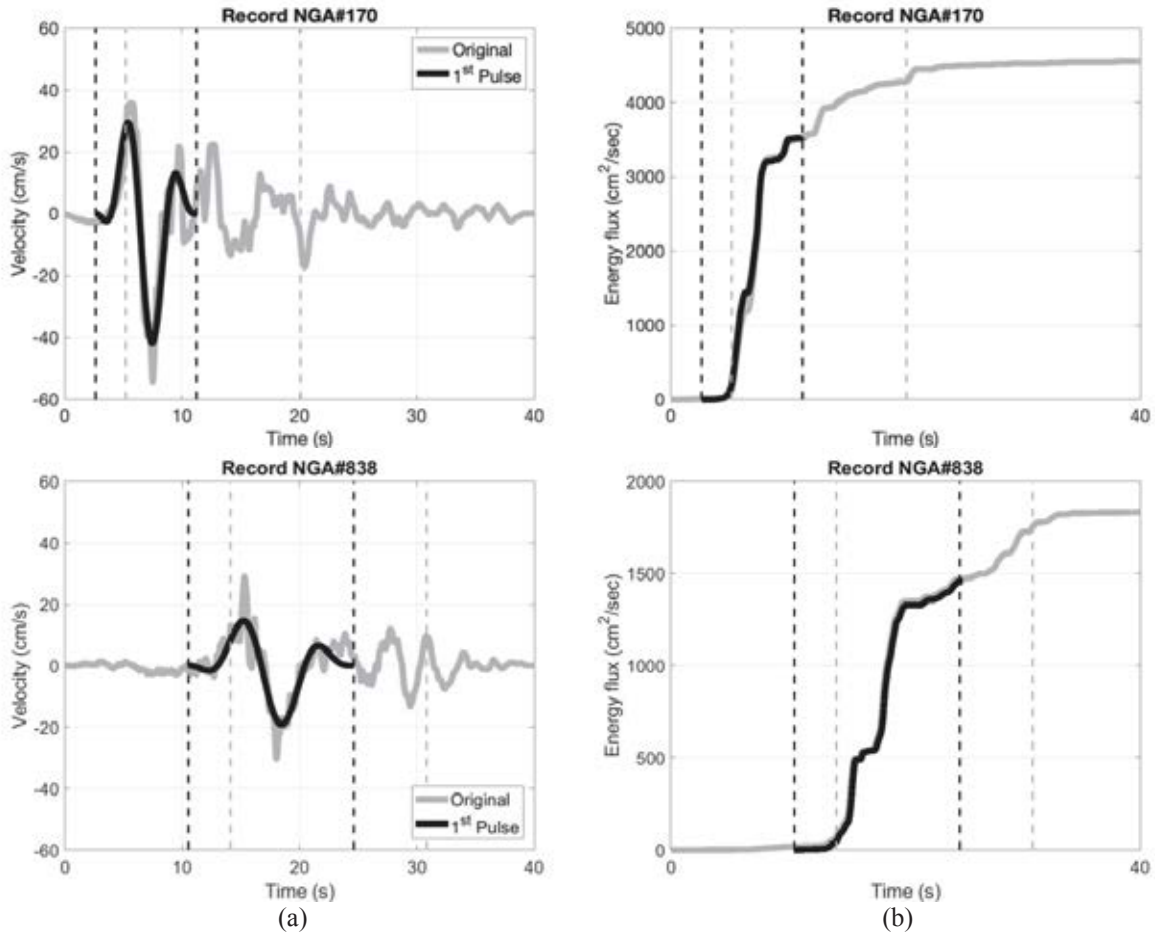 Record NGA#170
Velocity (cm/s)
60
40
20
0
-20
-40
-60
Original
1st Pulse
0 10 20 30 40
Time (s)
Record NGA#170
Energy flux (cm²/sec)
5000
4000
3000
2000
1000
0
0 40
Time (s)
Record NGA#838
Velocity (cm/s)
60
40
20
0
-20
-40
-60
Original
1st Pulse
0 10 20 30 40
Time (s)
(a)
Record NGA#838
Energy flux (cm²/sec)
2000
1500
1000
500
0
0 40
Time (s)
(b)